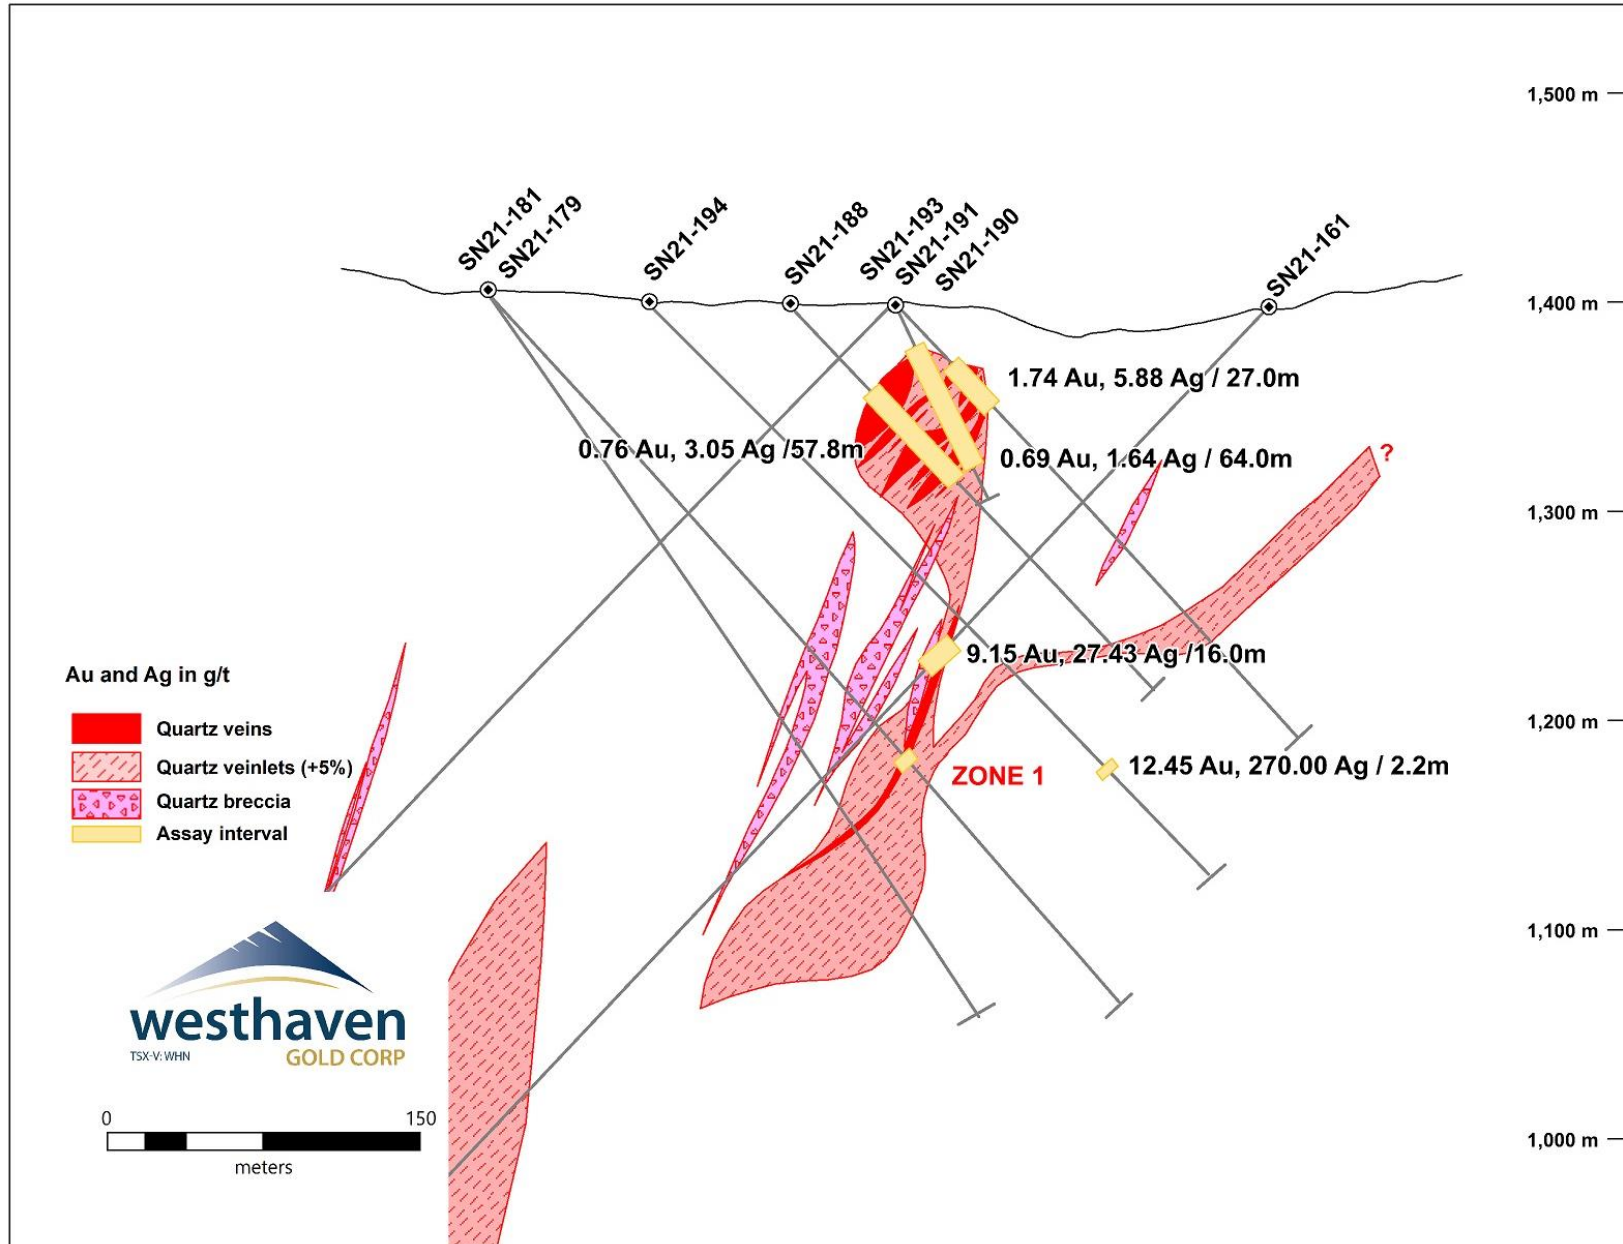 1,500 m
SN21-181
SN21-179
SN21-194
SN21-188
SN21-193
SN21-191
SN21-190
SN21-161
1,400 m
1.74 Au, 5.88 Ag / 27.0m
0.76 Au, 3.05 Ag /57.8m
0.69 Au, 1.64 Ag / 64.0m
?
1,300 m
9.15 Au, 27.43 Ag /16.0m
1,200 m
12.45 Au, 270.00 Ag / 2.2m
ZONE 1
Au and Ag in g/t
Quartz veins
Quartz veinlets (+5%)
Quartz breccia
Assay interval
1,100 m
westhaven
TSX-V: WHN
GOLD CORP
0 150
meters
1,000 m